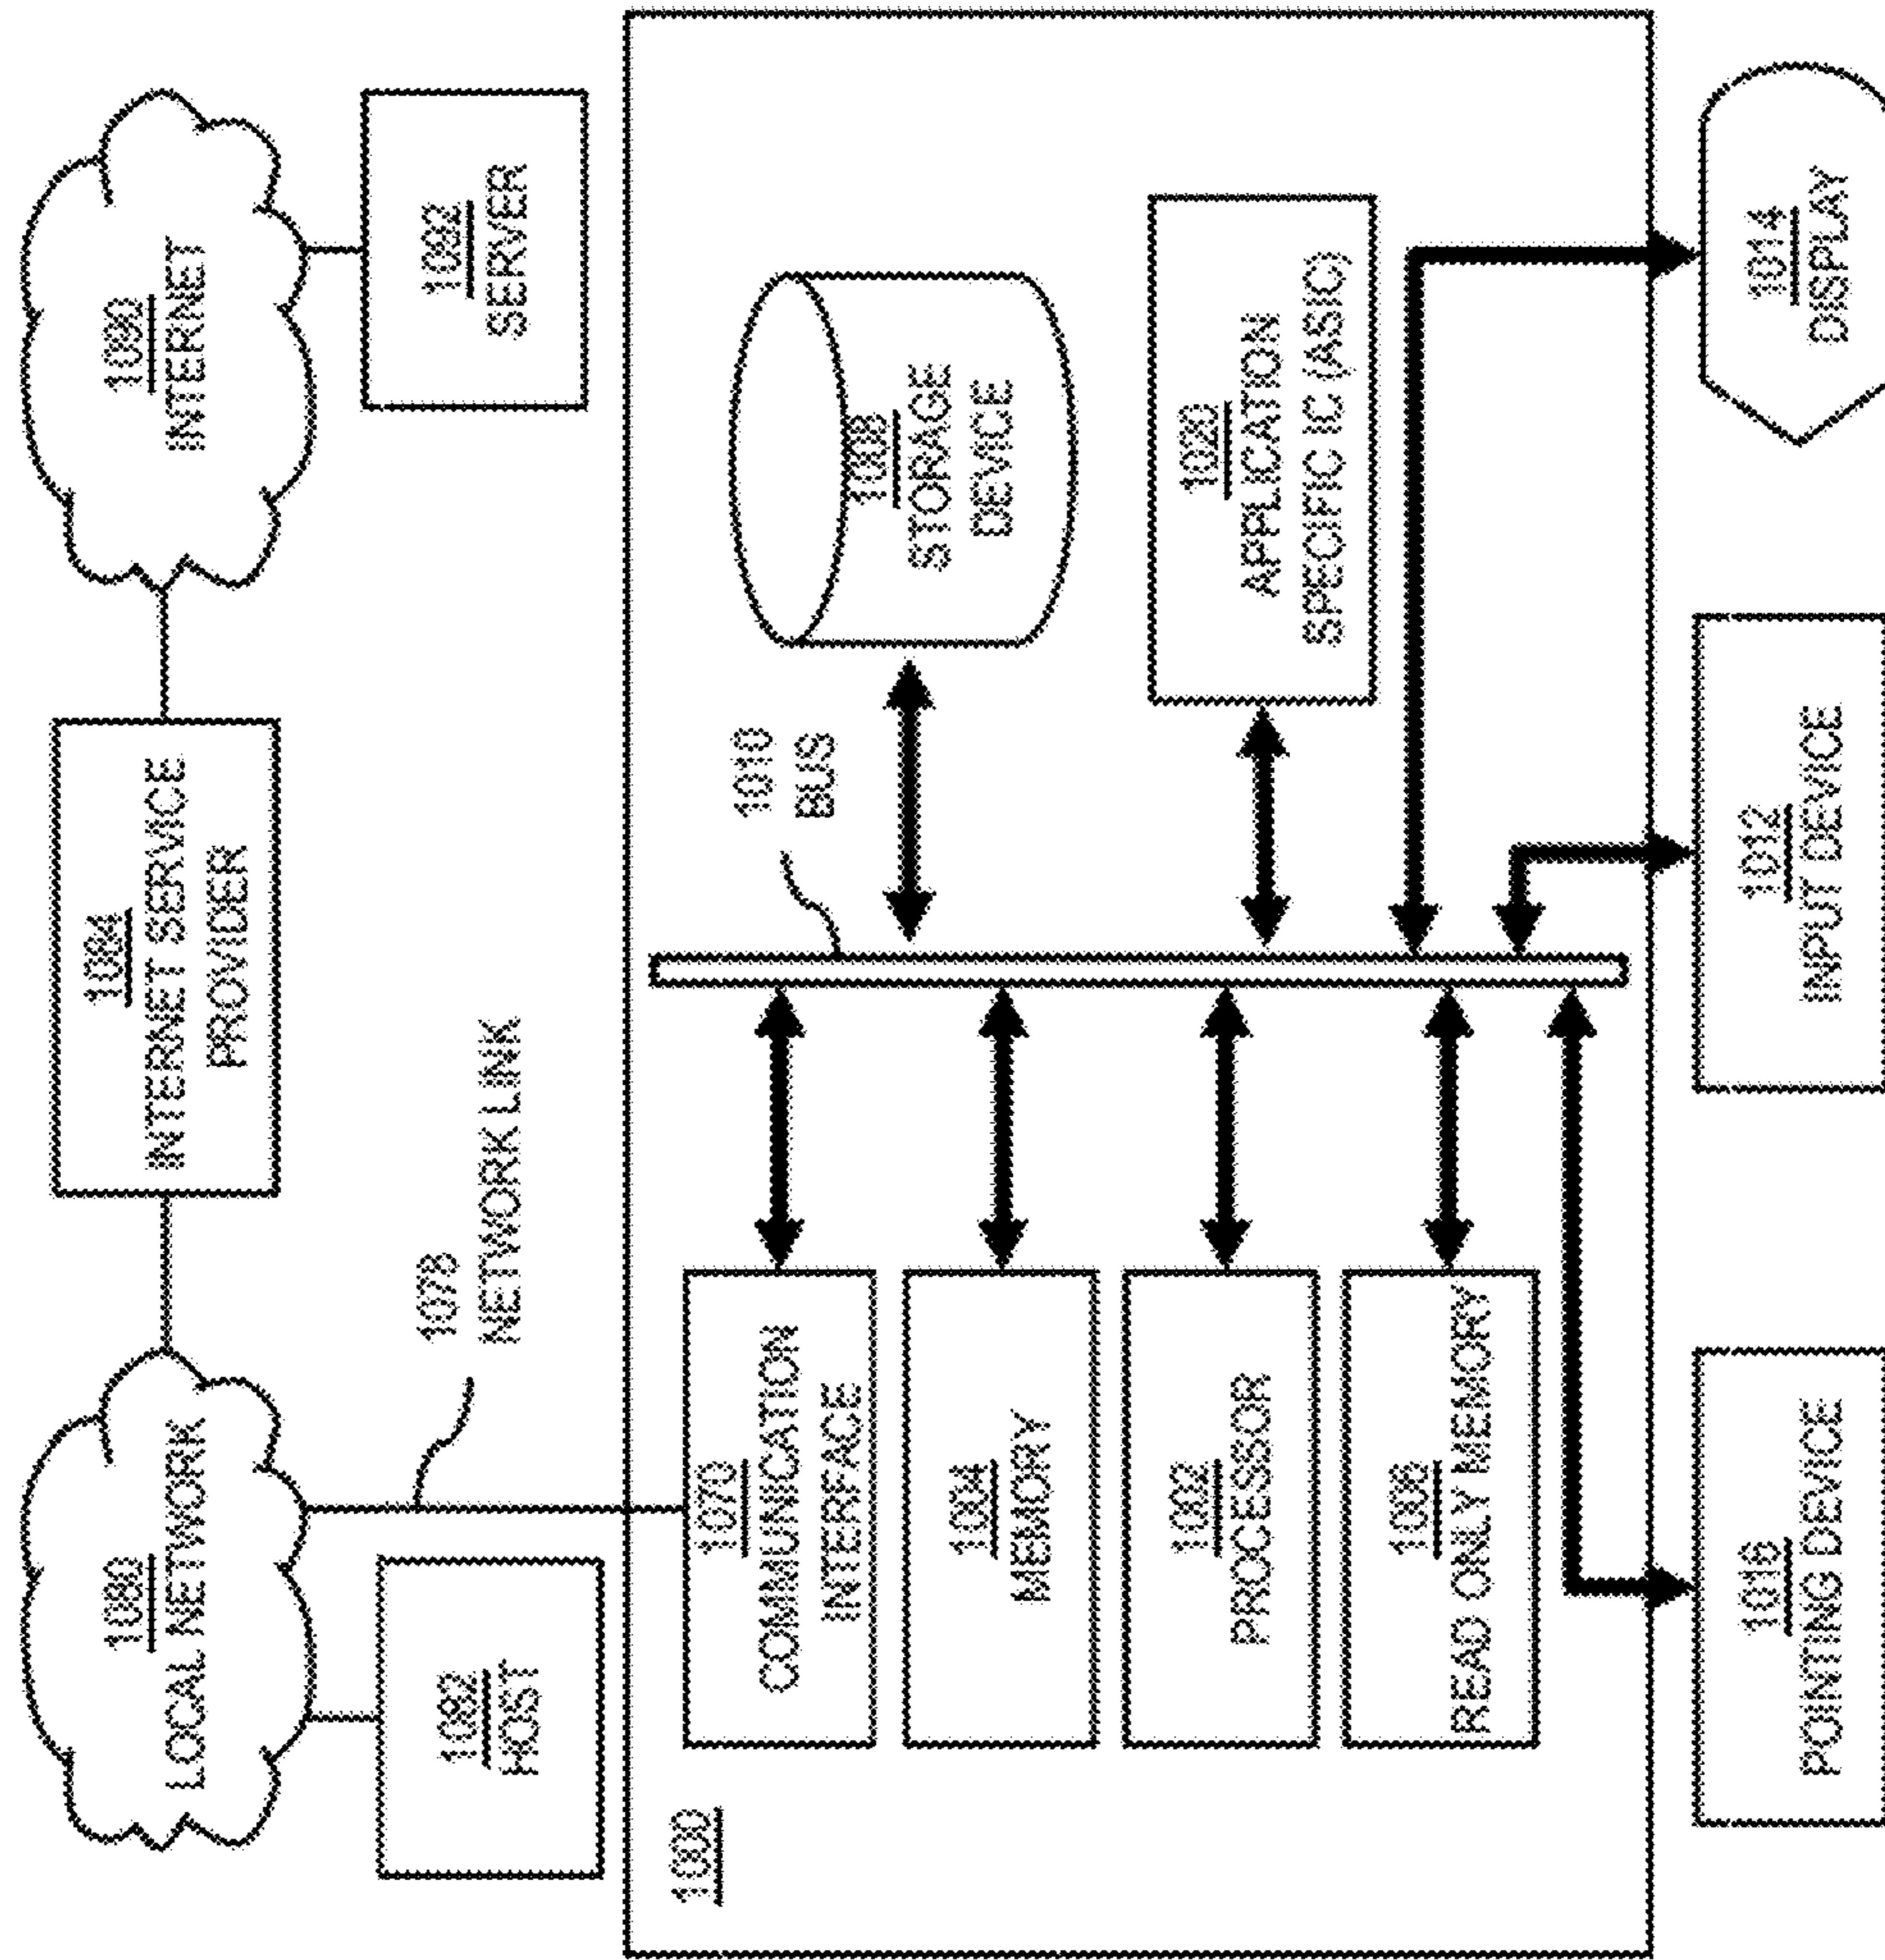 1080
LOCAL NETWORK
1084
INTERNET SERVICE
PROVIDER
1090
INTERNET
1082
HOST
1078
NETWORK LINK
1092
SERVER
1000
1070
COMMUNICATION
INTERFACE
1004
MEMORY
1002
PROCESSOR
1006
READ ONLY MEMORY
1010
BUS
1008
STORAGE
DEVICE
1020
APPLICATION
SPECIFIC IC (ASIC)
1016
POINTING DEVICE
1012
INPUT DEVICE
1014
DISPLAY